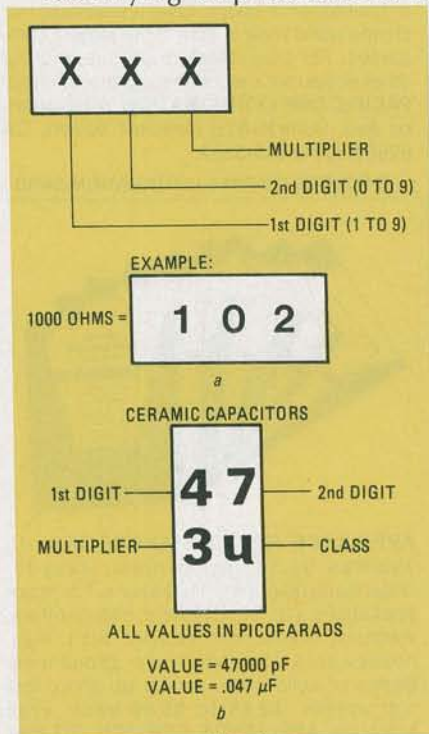 X X X
MULTIPLIER
2nd DIGIT (0 TO 9)
1st DIGIT (1 TO 9)
EXAMPLE:
1000 OHMS = 1 0 2
a
CERAMIC CAPACITORS
1st DIGIT 4 7 2nd DIGIT
MULTIPLIER 3 u CLASS
ALL VALUES IN PICOFARADS
VALUE = 47000 pF
VALUE = .047 μF
b